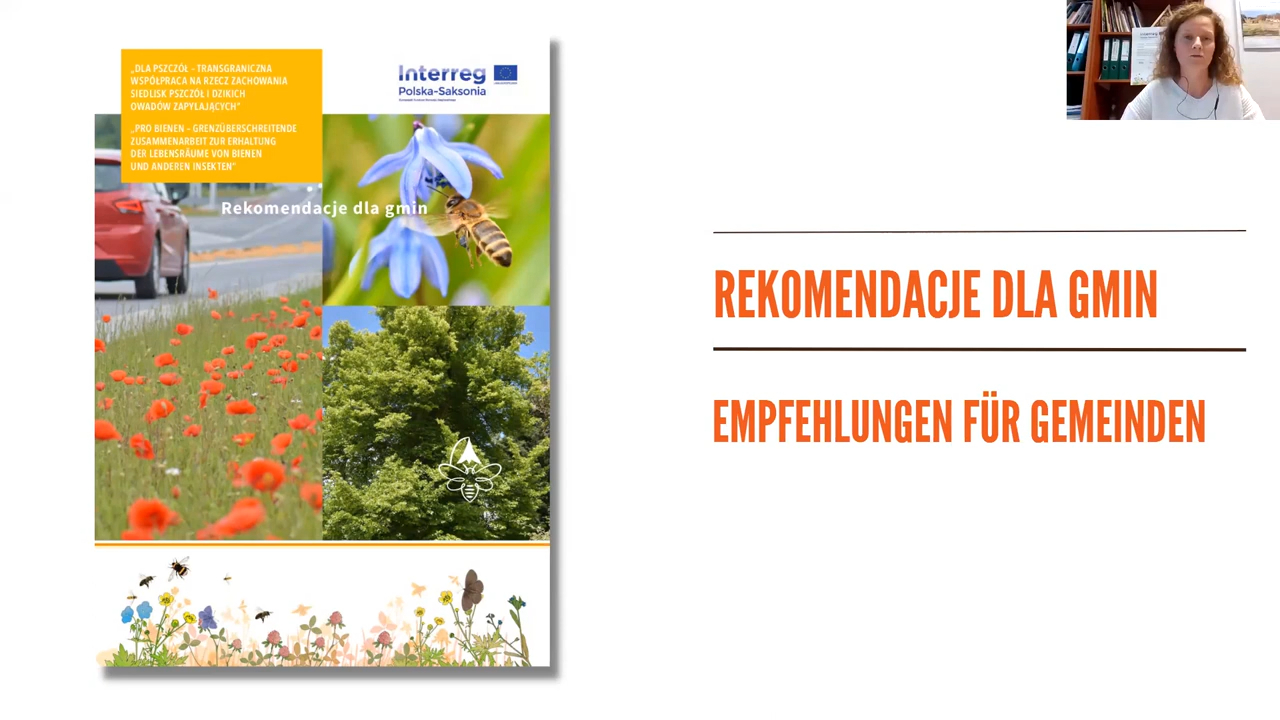 „DLA PSZCZÓŁ – TRANSGRANICZNA
WSPÓŁPRACA NA RZECZ ZACHOWANIA
SIEDLISK PSZCZÓŁ I DZIKICH
OWADÓW ZAPYLAJĄCYCH”
„PRO BIENEN – GRENZÜBERSCHREITENDE
ZUSAMMENARBEIT ZUR ERHALTUNG
DER LEBENSRÄUME VON BIENEN
UND ANDEREN INSEKTEN”
Interreg
Polska-Saksonia
Rekomendacje dla gmin
REKOMENDACJE DLA GMIN
EMPFEHLUNGEN FÜR GEMEINDEN
Interreg